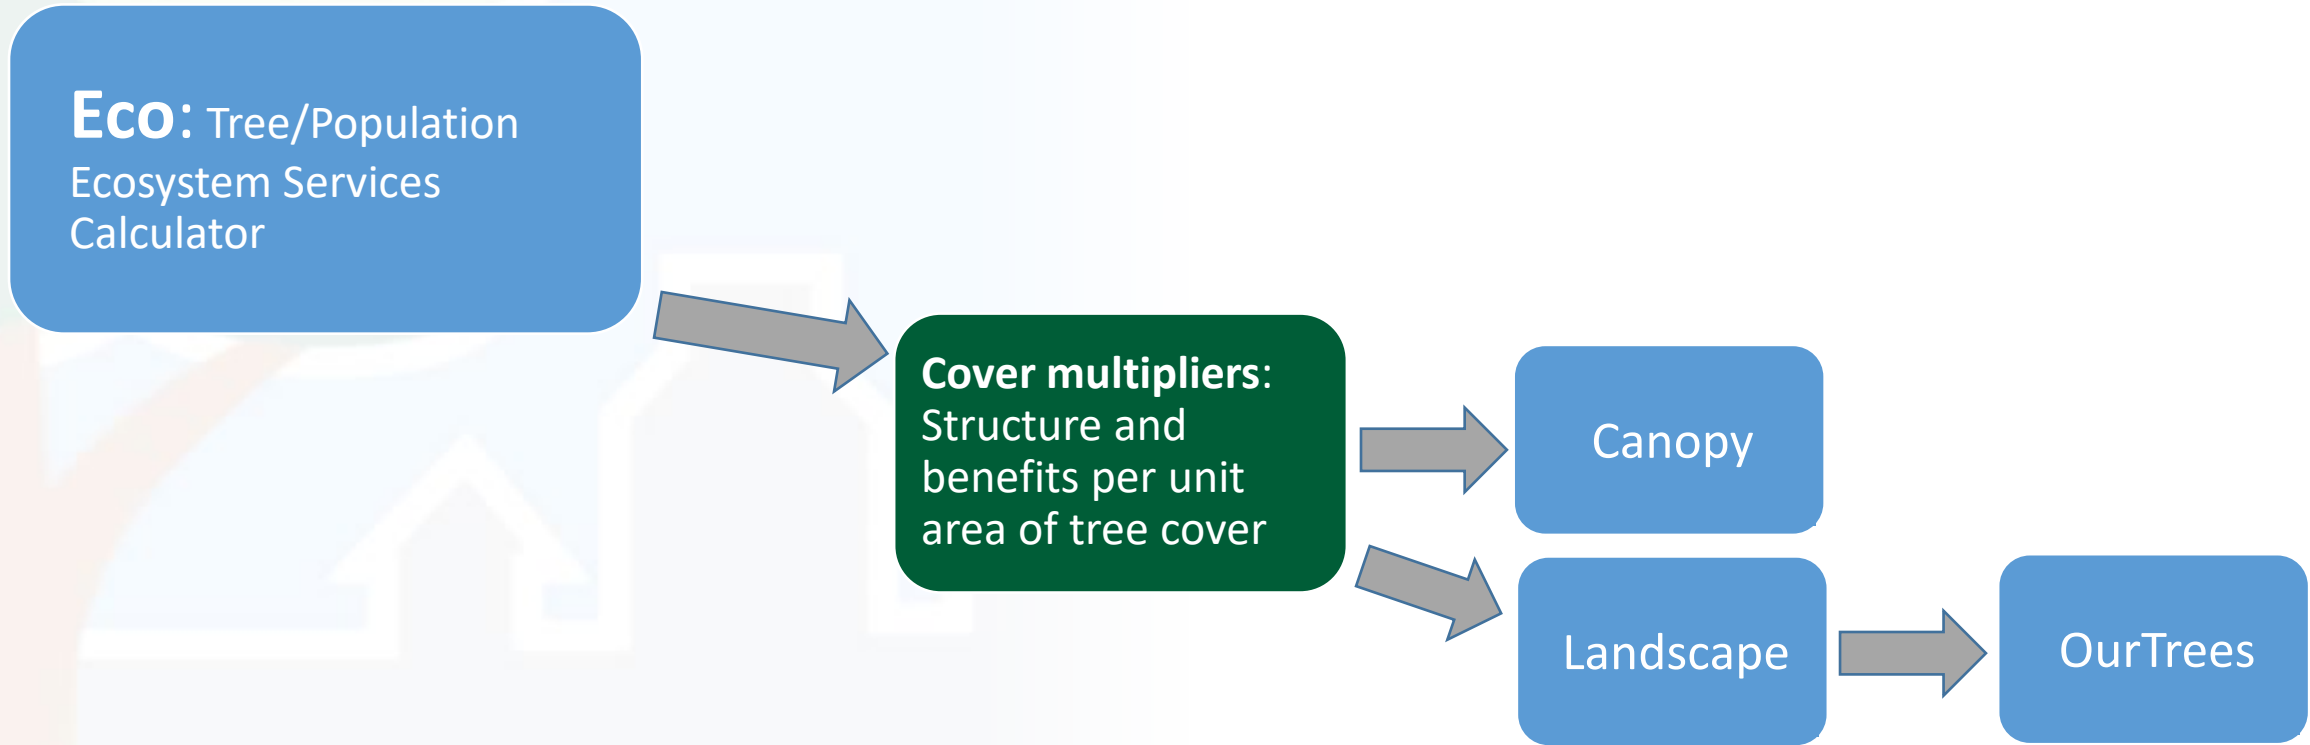 Eco: Tree/Population
Ecosystem Services
Calculator
Cover multipliers:
Structure and
benefits per unit
area of tree cover
Canopy
Landscape
OurTrees